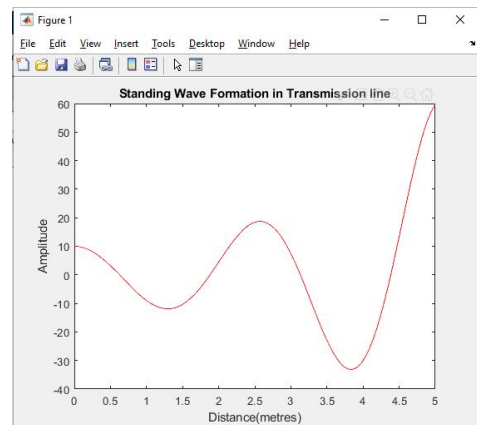 Figure 1
File Edit View Insert Tools Desktop Window Help
Standing Wave Formation in Transmission line
60
50
40
30
20
10
0
-10
-20
-30
-40
Amplitude
0 0.5 1 1.5 2 2.5 3 3.5 4 4.5 5
Distance(metres)